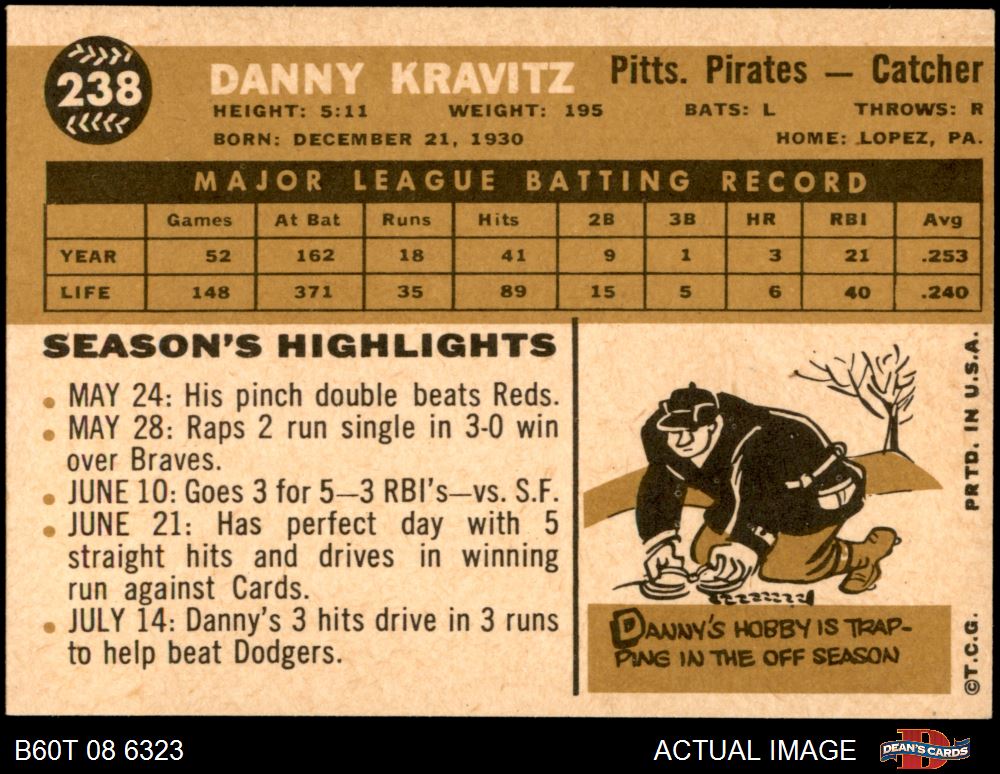 238
DANNY KRAVITZ Pitts. Pirates — Catcher
HEIGHT: 5:11 WEIGHT: 195 BATS: L THROWS: R
BORN: DECEMBER 21, 1930 HOME: LOPEZ, PA.
MAJOR LEAGUE BATTING RECORD
Games At Bat Runs Hits 2B 3B HR RBI Avg
YEAR 52 162 18 41 9 1 3 21 .253
LIFE 148 371 35 89 15 5 6 40 .240
SEASON'S HIGHLIGHTS
• MAY 24: His pinch double beats Reds.
• MAY 28: Raps 2 run single in 3-0 win
over Braves.
• JUNE 10: Goes 3 for 5—3 RBI's—vs. S.F.
• JUNE 21: Has perfect day with 5
straight hits and drives in winning
run against Cards.
• JULY 14: Danny's 3 hits drive in 3 runs
to help beat Dodgers.
DANNY'S HOBBY IS TRAP-
PING IN THE OFF SEASON
PRTD. IN U.S.A.
©T.C.G.
B60T 08 6323 ACTUAL IMAGE DEAN'S CARDS